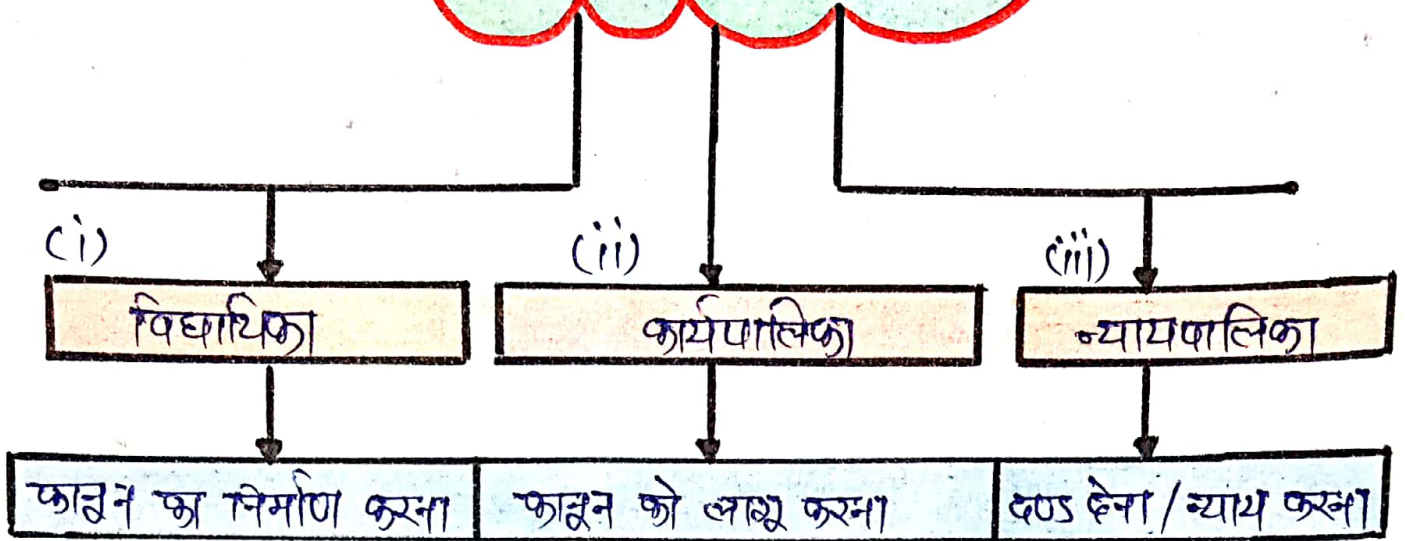 (i) (ii) (iii)
विधायिका कार्यपालिका न्यायपालिका
कानून का निर्माण करना कानून को लागू करना दण्ड देना / न्याय करना